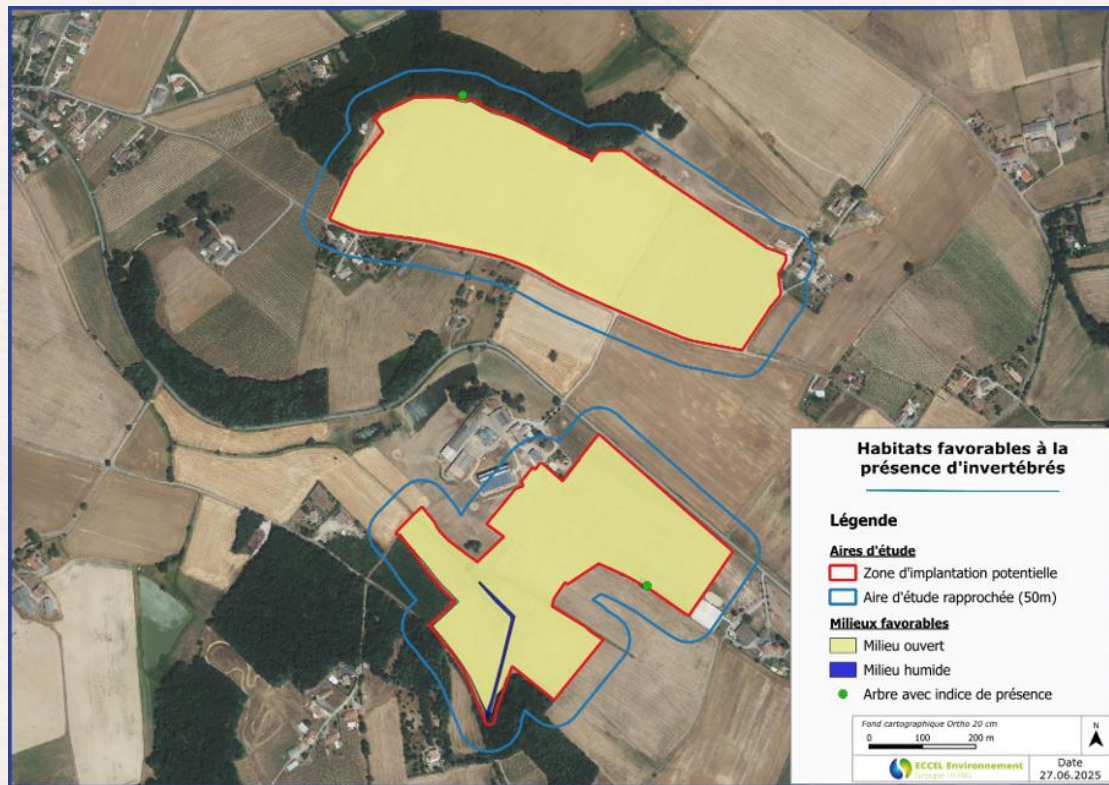 Habitats favorables à la
présence d'invertébrés
Légende
Aires d'étude
Zone d'implantation potentielle
Aire d'étude rapprochée (50m)
Milieux favorables
Milieu ouvert
Milieu humide
Arbre avec indice de présence
Fond cartographique Ortho 20 cm
0 100 200 m
N
ECCEL Environnement
Groupe
Date
27.06.2025